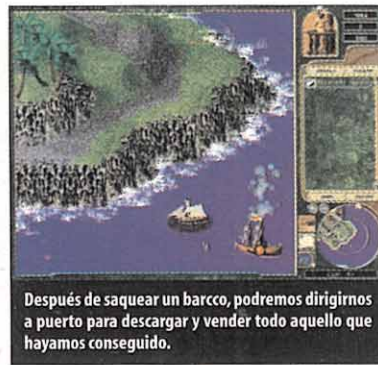 Después de saquear un barcco, podremos dirigirnos
a puerto para descargar y vender todo aquello que
hayamos conseguido.